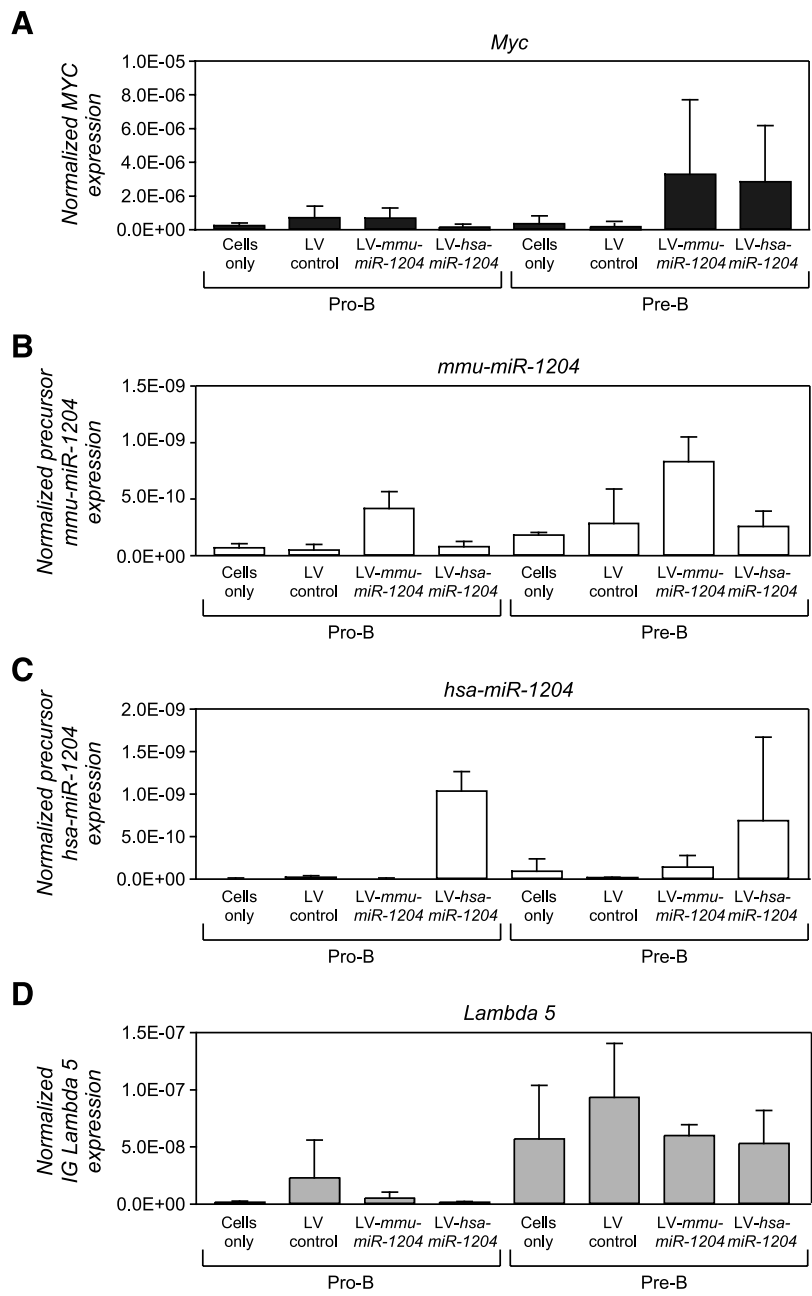 A
Myc
Normalized MYC
expression
1.0E-05
8.0E-06
6.0E-06
4.0E-06
2.0E-06
0.0E+00
Cells LV LV-mmu- LV-hsa- Cells LV LV-mmu- LV-hsa-
only control miR-1204 miR-1204 only control miR-1204 miR-1204
Pro-B Pre-B
B
mmu-miR-1204
Normalized precursor
mmu-miR-1204
expression
1.5E-09
1.0E-09
5.0E-10
0.0E+00
Cells LV LV-mmu- LV-hsa- Cells LV LV-mmu- LV-hsa-
only control miR-1204 miR-1204 only control miR-1204 miR-1204
Pro-B Pre-B
C
hsa-miR-1204
Normalized precursor
hsa-miR-1204
expression
2.0E-09
1.5E-09
1.0E-09
5.0E-10
0.0E+00
Cells LV LV-mmu- LV-hsa- Cells LV LV-mmu- LV-hsa-
only control miR-1204 miR-1204 only control miR-1204 miR-1204
Pro-B Pre-B
D
Lambda 5
Normalized
IG Lambda 5
expression
1.5E-07
1.0E-07
5.0E-08
0.0E+00
Cells LV LV-mmu- LV-hsa- Cells LV LV-mmu- LV-hsa-
only control miR-1204 miR-1204 only control miR-1204 miR-1204
Pro-B Pre-B